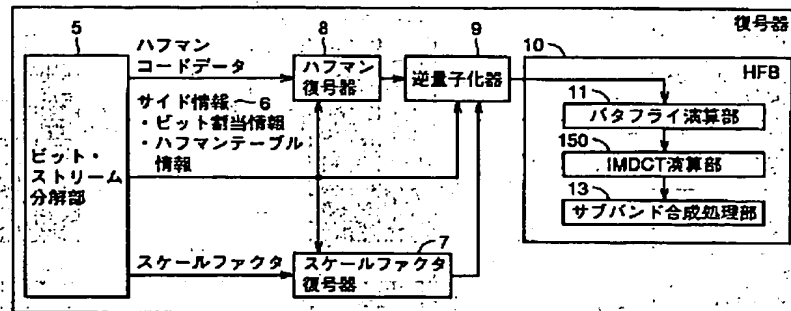 復号器
5
ハフマン
コードデータ
サイド情報~6
・ビット割当情報
・ハフマンテーブル
情報
ビット・
ストリーム
分解部
スケールファクタ
8
ハフマン
復号器
9
逆量子化器
7
スケールファクタ
復号器
10
HFB
11
バタフライ演算部
150
IMDCT演算部
13
サブバンド合成処理部